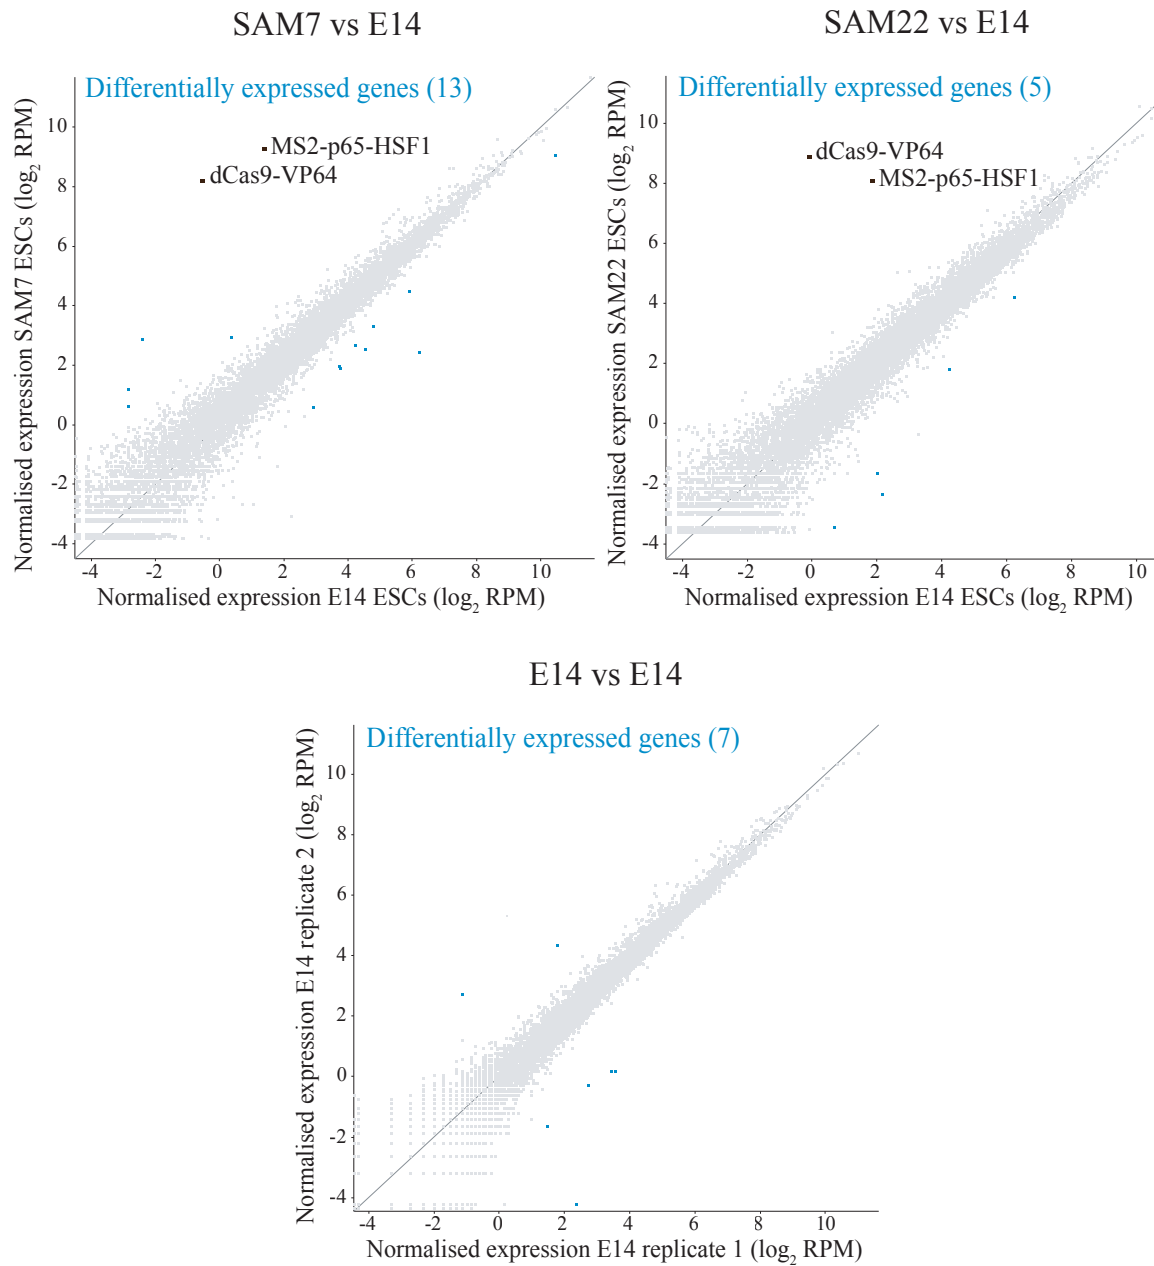 SAM7 vs E14
SAM22 vs E14
Differentially expressed genes (13)
MS2-p65-HSF1
dCas9-VP64
10
8
6
4
2
0
-2
-4
Normalised expression SAM7 ESCs (log2 RPM)
-4 -2 0 2 4 6 8 10
Normalised expression E14 ESCs (log2 RPM)
Differentially expressed genes (5)
dCas9-VP64
MS2-p65-HSF1
10
8
6
4
2
0
-2
-4
Normalised expression SAM22 ESCs (log2 RPM)
-4 -2 0 2 4 6 8 10
Normalised expression E14 ESCs (log2 RPM)
E14 vs E14
Differentially expressed genes (7)
10
8
6
4
2
0
-2
-4
Normalised expression E14 replicate 2 (log2 RPM)
-4 -2 0 2 4 6 8 10
Normalised expression E14 replicate 1 (log2 RPM)